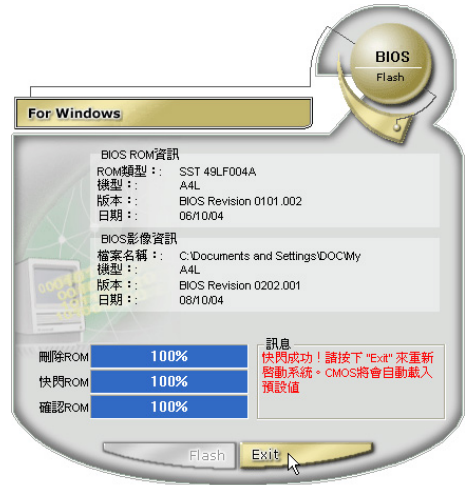 BIOS
Flash
For Windows
BIOS ROM資訊
ROM類型：: SST 49LF004A
機型：: A4L
版本：: BIOS Revision 0101.002
日期：: 06/10/04
BIOS影像資訊
檔案名稱：: C:\Documents and Settings\DOC\My
機型：: A4L
版本：: BIOS Revision 0202.001
日期：: 08/10/04
刪除ROM 100%
快閃ROM 100%
確認ROM 100%
訊息
快閃成功！請按下 "Exit" 來重新
啓動系統。CMOS將會自動載入
預設值
Flash Exit